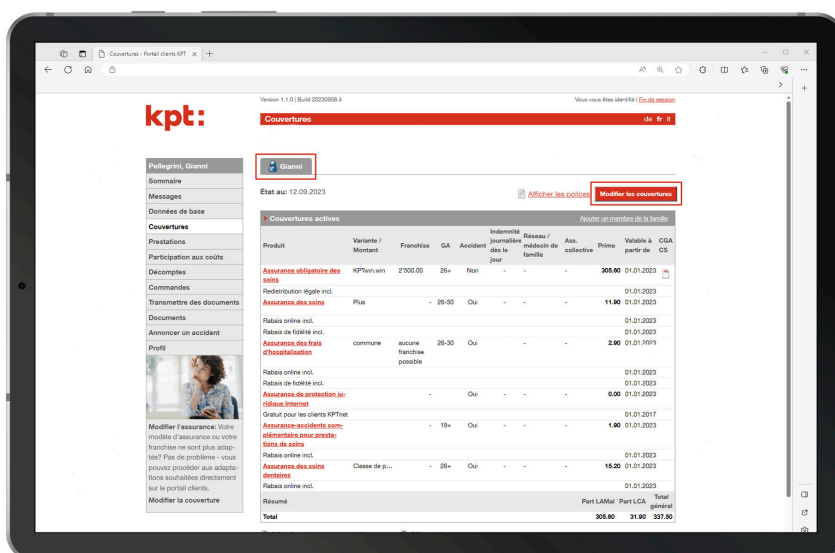 Couvertures - Portail clients KPT
Version 1.1.0 | Build 20230908.4
Vous vous êtes identifié | Fin de session
kpt:
Couvertures
de fr it
Pellegrini, Gianni
Sommaire
Messages
Données de base
Couvertures
Prestations
Participation aux coûts
Décomptes
Commandes
Transmettre des documents
Documents
Annoncer un accident
Profil
Modifier l'assurance: Votre
modèle d'assurance ou votre
franchise ne sont plus adap-
tés? Pas de problème - vous
pouvez procéder aux adapta-
tions souhaitées directement
sur le portail clients.
Modifier la couverture
Gianni
État au: 12.09.2023
Afficher les polices
Modifier les couvertures
Couvertures actives
Ajouter un membre de la famille
Produit
Variante / Montant
Franchise
GA
Accident
Indemnité journalière dès le jour
Réseau / médecin de famille
Ass. collective
Prime
Valable à partir de
CGA CS
Assurance obligatoire des soins KPTwin.win 2'500.00 26+ Non - - - 305.60 01.01.2023
Redistribution légale incl. 01.01.2023
Assurance des soins Plus - 26-50 Oui - - - 11.90 01.01.2023
Rabais online incl. 01.01.2023
Rabais de fidélité incl. 01.01.2023
Assurance des frais d'hospitalisation commune aucune franchise possible 26-30 Oui - - 2.90 01.01.2023
Rabais online incl. 01.01.2023
Rabais de fidélité incl. 01.01.2023
Assurance de protection ju-
ridique Internet - Oui - - - 0.00 01.01.2023
Gratuit pour les clients KPTnet 01.01.2017
Assurance-accidents com-
plémentaire pour presta-
tions de soins - 19+ Oui - - - 1.90 01.01.2023
Rabais online incl. 01.01.2023
Assurance des soins dentaires Classe de p... - 26+ Oui - - - 15.20 01.01.2023
Rabais online incl. 01.01.2023
Résumé Part LAMal Part LCA Total général
Total 305.60 31.90 337.50